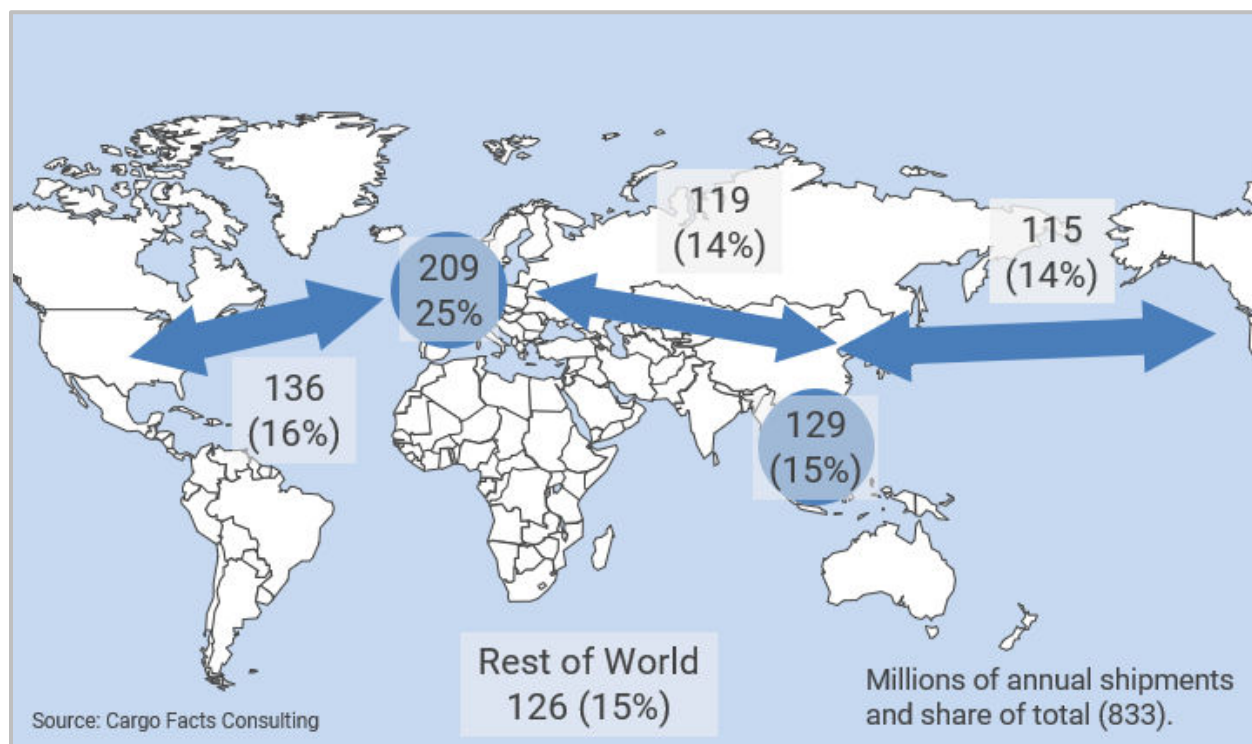 119
(14%)
115
(14%)
209
25%
136
(16%)
129
(15%)
Rest of World
126 (15%)
Millions of annual shipments
and share of total (833).
Source: Cargo Facts Consulting